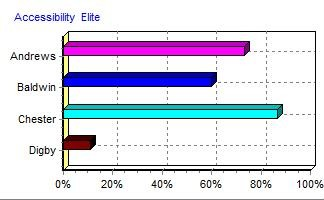 Accessibility Elite
Andrews
Baldwin
Chester
Digby
0% 20% 40% 60% 80% 100%